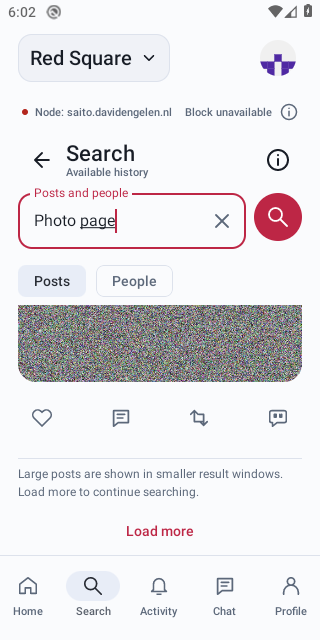 6:02
Red Square
Node: saito.davidengelen.nl Block unavailable
Search
Available history
Posts and people
Photo page
Posts People
Large posts are shown in smaller result windows.
Load more to continue searching.
Load more
Home Search Activity Chat Profile